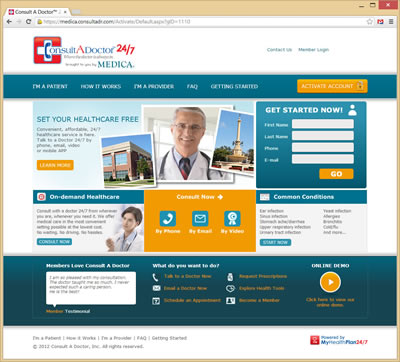 Consult A Doctor™
https://medica.consultadr.com/Activate/Default.aspx?gID=1110
CONSULTADOCTOR 24/7
brought to you by MEDICA.
Contact Us
Member Login
I'M A PATIENT
HOW IT WORKS
I'M A PROVIDER
FAQ
GETTING STARTED
ACTIVATE ACCOUNT
SET YOUR HEALTHCARE FREE
Convenient, affordable, 24/7
healthcare service is here.
Talk to a Doctor 24/7 by
phone, email, video
or mobile APP
LEARN MORE
GET STARTED NOW!
First Name
Last Name
Phone
E-mail
GO
On-demand Healthcare
Consult with a doctor 24/7 from wherever
you are, whenever you need it. We offer
medical care in the most convenient
setting possible at the lowest cost.
No waiting. No driving. No hassles.
CONSULT NOW
Consult Now
By Phone
By Email
By Video
Common Conditions
Ear infection
Sinus infection
Stomach ache/diarrhea
Upper respiratory infection
Urinary tract infection
Yeast infection
Allergies
Bronchitis
Cold/flu
And more...
START NOW
Members Love Consult A Doctor
I am so pleased with my consultation.
The doctor taught me so much. I never
expected such a caring person.
He is the best!
Member Testimonial
What do you want to do?
Talk to a Doctor Now
Email a Doctor Now
Schedule an Appointment
Request Prescriptions
Explore Health Tools
Become a Member
ONLINE DEMO
Click here to view our
online demo.
I'm a Patient | How it Works | I'm a Provider | FAQ | Getting Started
© 2012 Consult A Doctor, Inc. All rights reserved.
Powered by
MyHealthPlan24/7